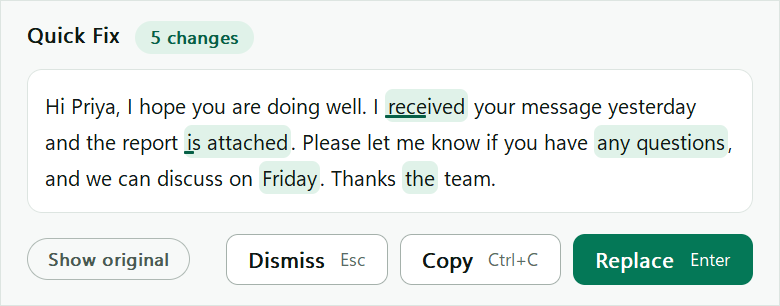 Quick Fix 5 changes
Hi Priya, I hope you are doing well. I received your message yesterday
and the report is attached. Please let me know if you have any questions,
and we can discuss on Friday. Thanks the team.
Show original Dismiss Esc Copy Ctrl+C Replace Enter